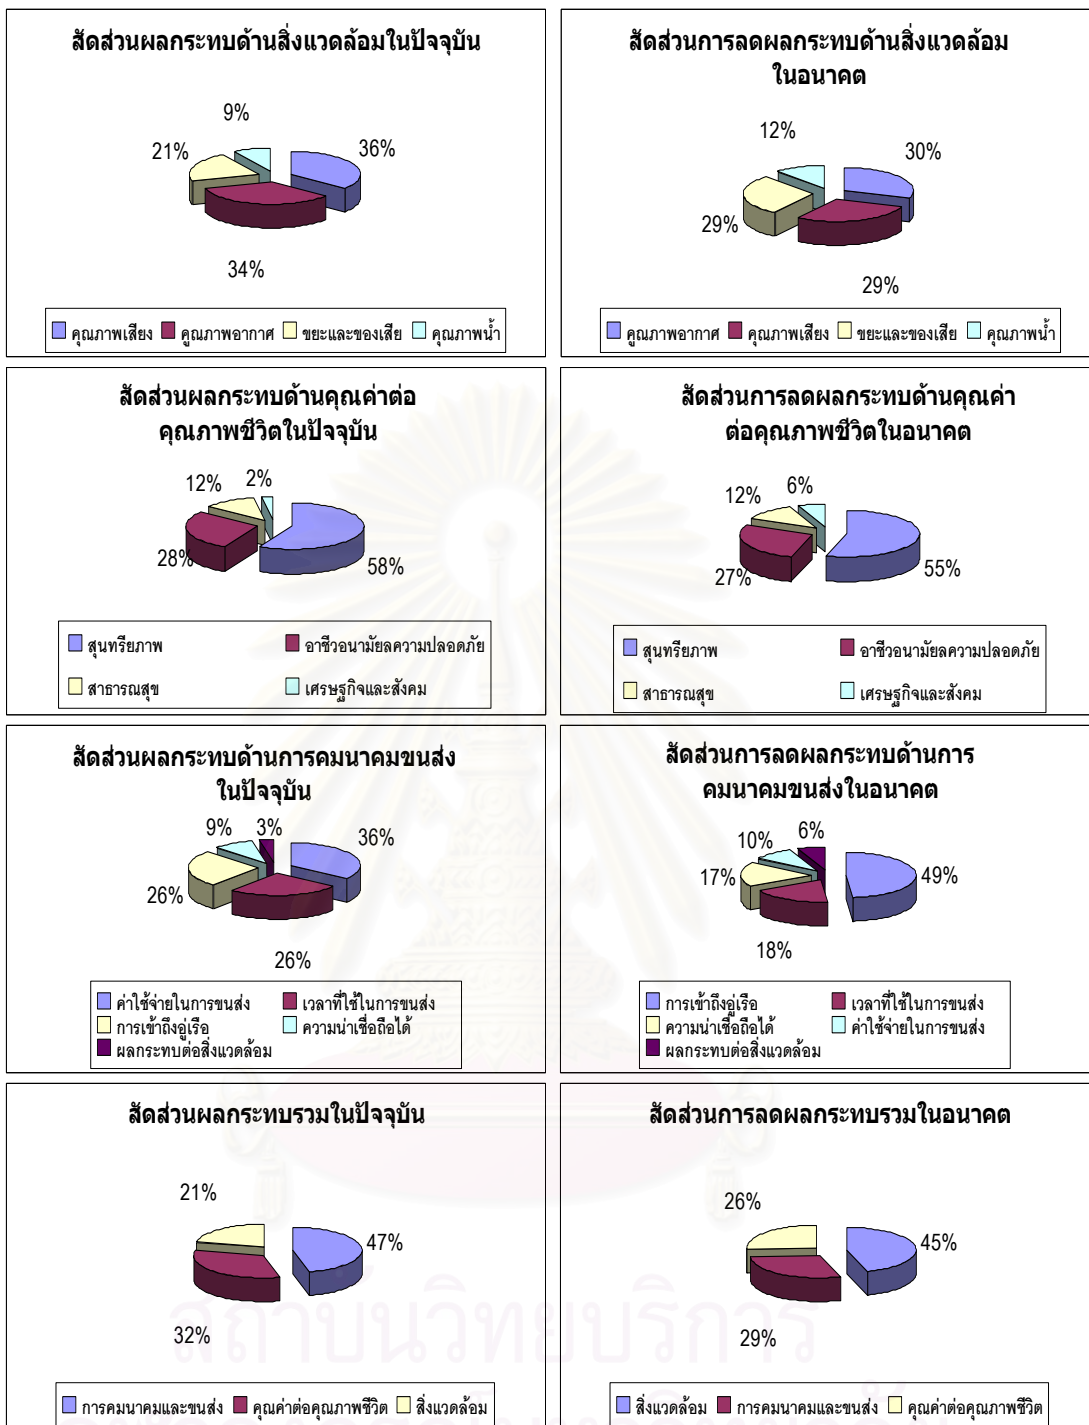 สัดส่วนผลกระทบด้านสิ่งแวดล้อมในปัจจุบัน
9%
21%
36%
34%
คุณภาพเสียง คูณภาพอากาศ ขยะและของเสีย คุณภาพน้ำ
สัดส่วนการลดผลกระทบด้านสิ่งแวดล้อม
ในอนาคต
12%
30%
29%
29%
คูณภาพอากาศ คุณภาพเสียง ขยะและของเสีย คุณภาพน้ำ
สัดส่วนผลกระทบด้านคุณค่าต่อ
คุณภาพชีวิตในปัจจุบัน
12% 2%
28%
58%
สุนทรียภาพ อาชีวอนามัยลความปลอดภัย
สาธารณสุข เศรษฐกิจและสังคม
สัดส่วนการลดผลกระทบด้านคุณค่า
ต่อคุณภาพชีวิตในอนาคต
12% 6%
27%
55%
สุนทรียภาพ อาชีวอนามัยลความปลอดภัย
สาธารณสุข เศรษฐกิจและสังคม
สัดส่วนผลกระทบด้านการคมนาคมขนส่ง
ในปัจจุบัน
9% 3%
36%
26%
26%
ค่าใช้จ่ายในการขนส่ง เวลาที่ใช้ในการขนส่ง
การเข้าถึงอู่เรือ ความน่าเชื่อถือได้
ผลกระทบต่อสิ่งแวดล้อม
สัดส่วนการลดผลกระทบด้านการ
คมนาคมขนส่งในอนาคต
10% 6%
17%
49%
18%
การเข้าถึงอู่เรือ เวลาที่ใช้ในการขนส่ง
ความน่าเชื่อถือได้ ค่าใช้จ่ายในการขนส่ง
ผลกระทบต่อสิ่งแวดล้อม
สัดส่วนผลกระทบรวมในปัจจุบัน
21%
47%
32%
การคมนาคมและขนส่ง คุณค่าต่อคุณภาพชีวิต สิ่งแวดล้อม
สัดส่วนการลดผลกระทบรวมในอนาคต
26%
45%
29%
สิ่งแวดล้อม การคมนาคมและขนส่ง คุณค่าต่อคุณภาพชีวิต
สถาบันวิทยบริการ